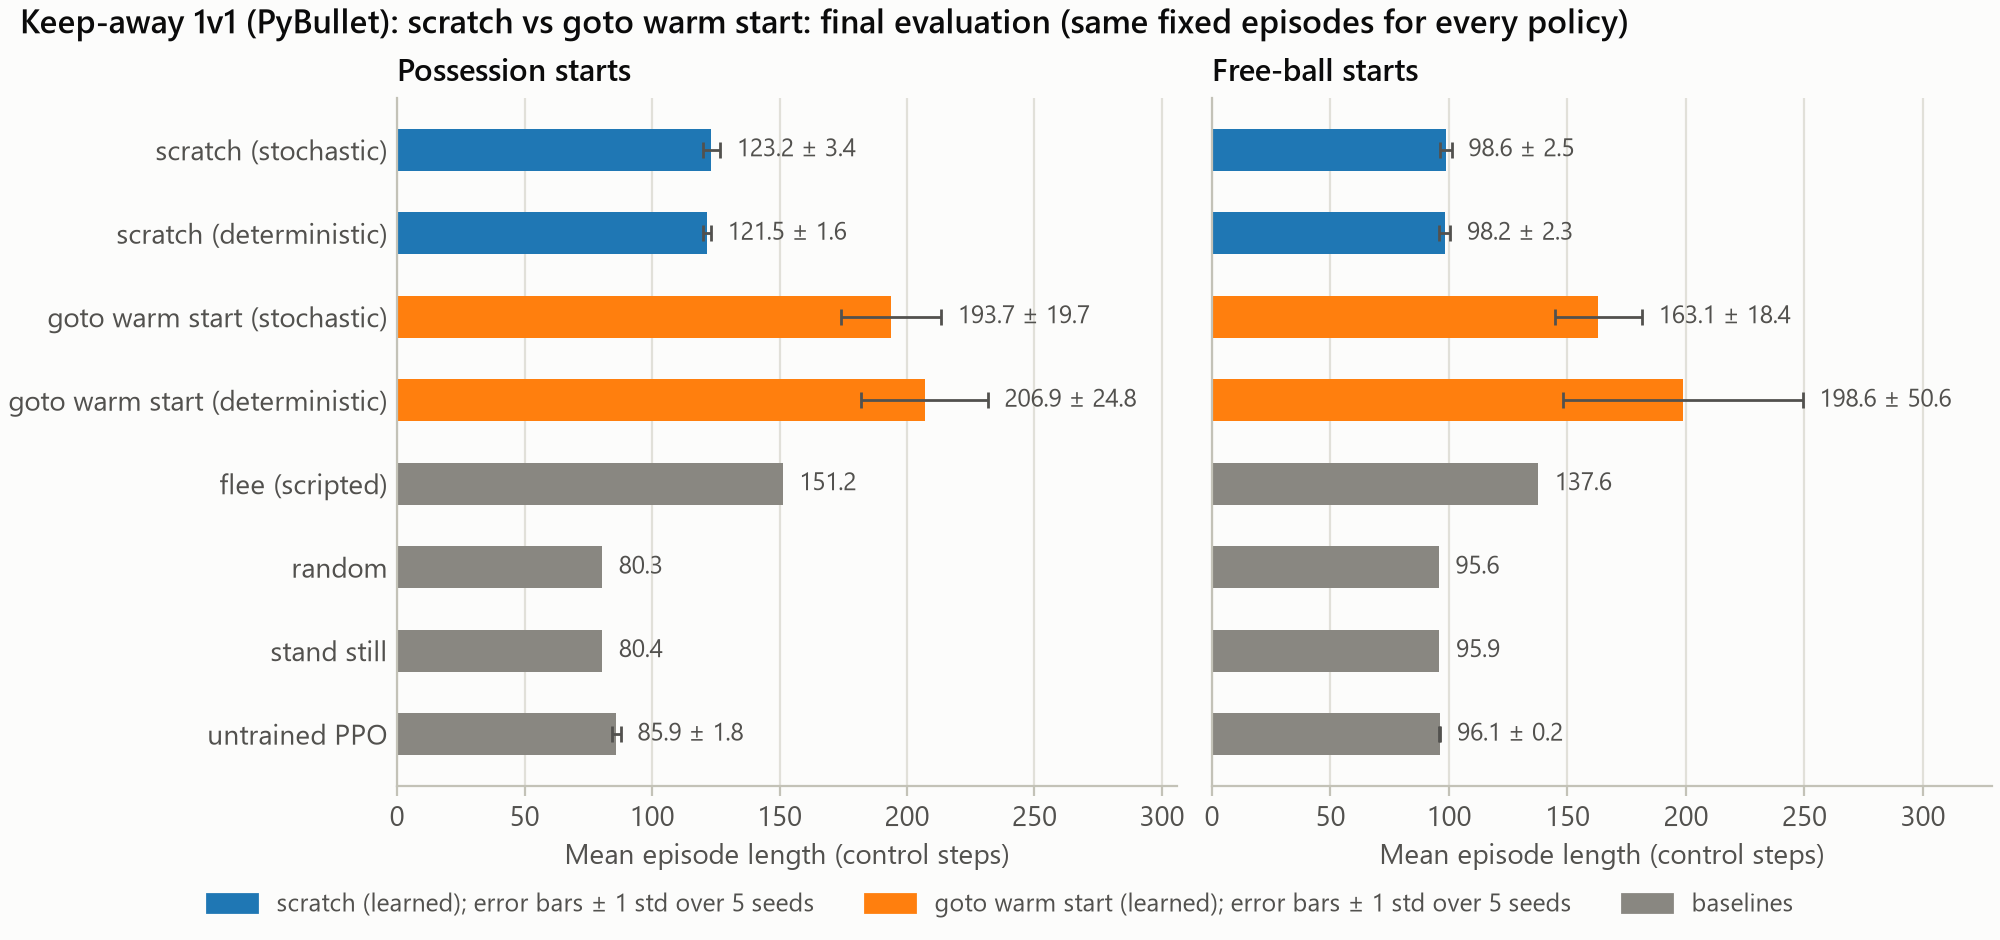 Keep-away 1v1 (PyBullet): scratch vs goto warm start: final evaluation (same fixed episodes for every policy)
Possession starts
scratch (stochastic)
123.2 ± 3.4
scratch (deterministic)
121.5 ± 1.6
goto warm start (stochastic)
193.7 ± 19.7
goto warm start (deterministic)
206.9 ± 24.8
flee (scripted)
151.2
random
80.3
stand still
80.4
untrained PPO
85.9 ± 1.8
0 50 100 150 200 250 300
Mean episode length (control steps)
Free-ball starts
98.6 ± 2.5
98.2 ± 2.3
163.1 ± 18.4
198.6 ± 50.6
137.6
95.6
95.9
96.1 ± 0.2
0 50 100 150 200 250 300
Mean episode length (control steps)
scratch (learned); error bars ± 1 std over 5 seeds
goto warm start (learned); error bars ± 1 std over 5 seeds
baselines